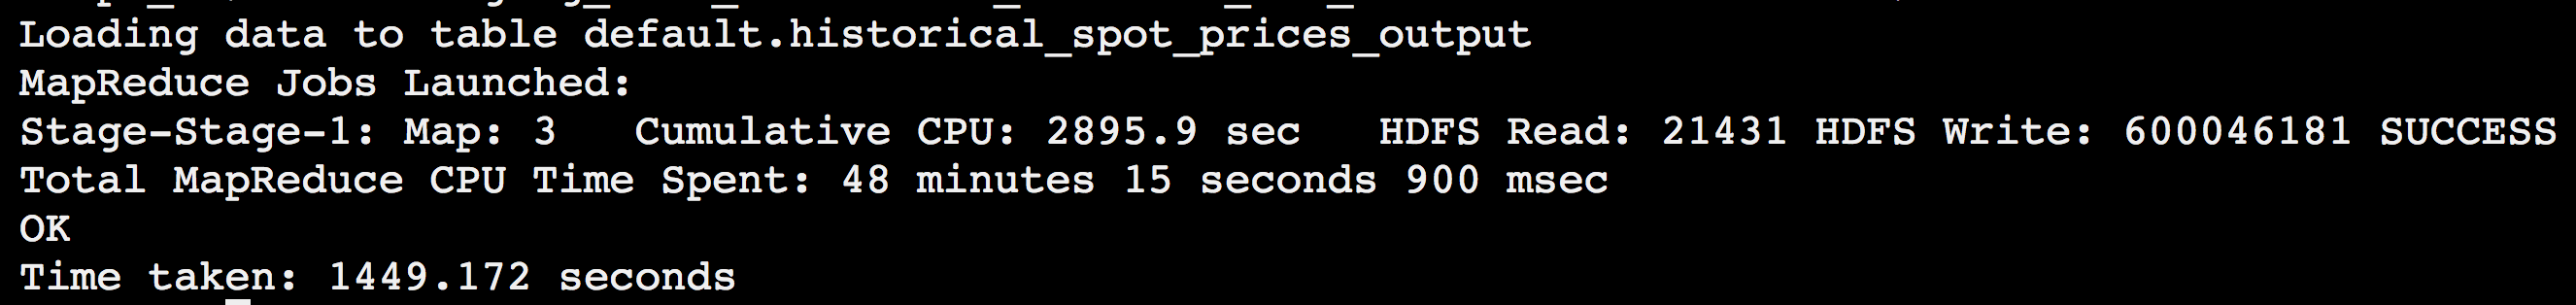 Loading data to table default.historical_spot_prices_output
MapReduce Jobs Launched:
Stage-Stage-1: Map: 3   Cumulative CPU: 2895.9 sec   HDFS Read: 21431 HDFS Write: 600046181 SUCCESS
Total MapReduce CPU Time Spent: 48 minutes 15 seconds 900 msec
OK
Time taken: 1449.172 seconds